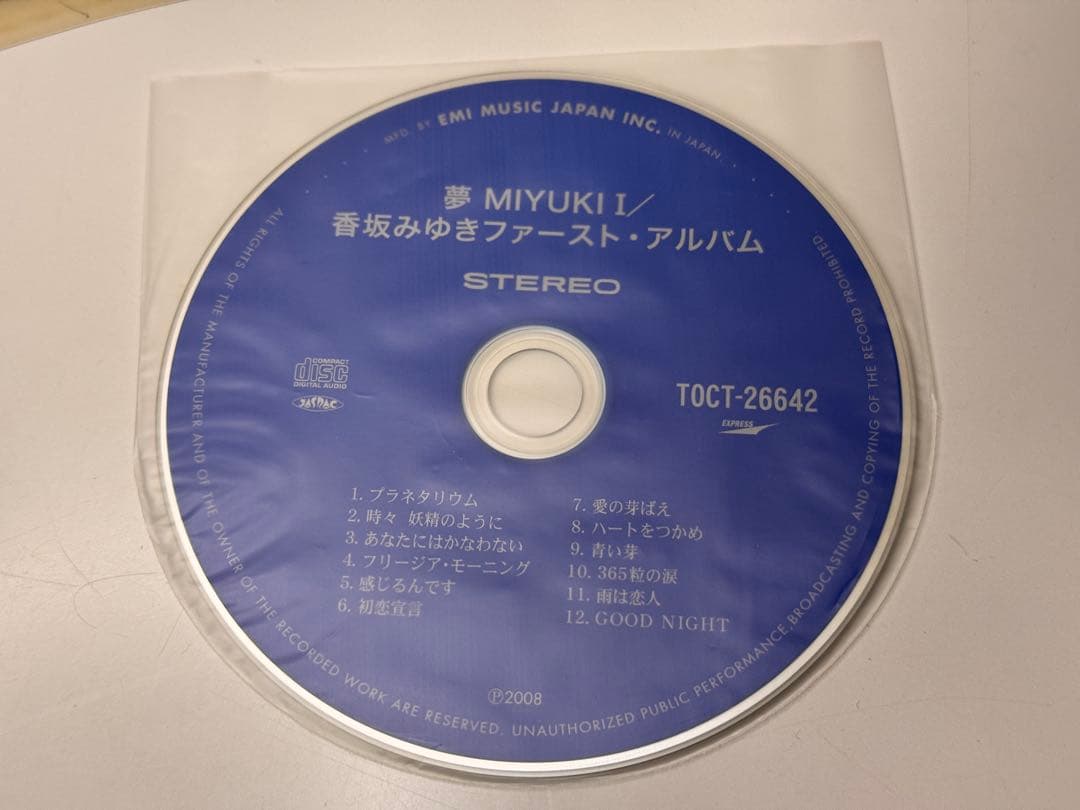 MFD. BY EMI MUSIC JAPAN INC. IN JAPAN
夢 MIYUKI I／
香坂みゆきファースト・アルバム
STEREO
COMPACT
disc
DIGITAL AUDIO
JASRAC
TOCT-26642
EXPRESS
1. プラネタリウム
2. 時々 妖精のように
3. あなたにはかなわない
4. フリージア・モーニング
5. 感じるんです
6. 初恋宣言
7. 愛の芽ばえ
8. ハートをつかめ
9. 青い芽
10. 365粒の涙
11. 雨は恋人
12. GOOD NIGHT
Ⓟ2008
ALL RIGHTS OF THE MANUFACTURER AND OF THE OWNER OF THE RECORDED WORK ARE RESERVED. UNAUTHORIZED PUBLIC PERFORMANCE, BROADCASTING AND COPYING OF THE RECORD PROHIBITED.